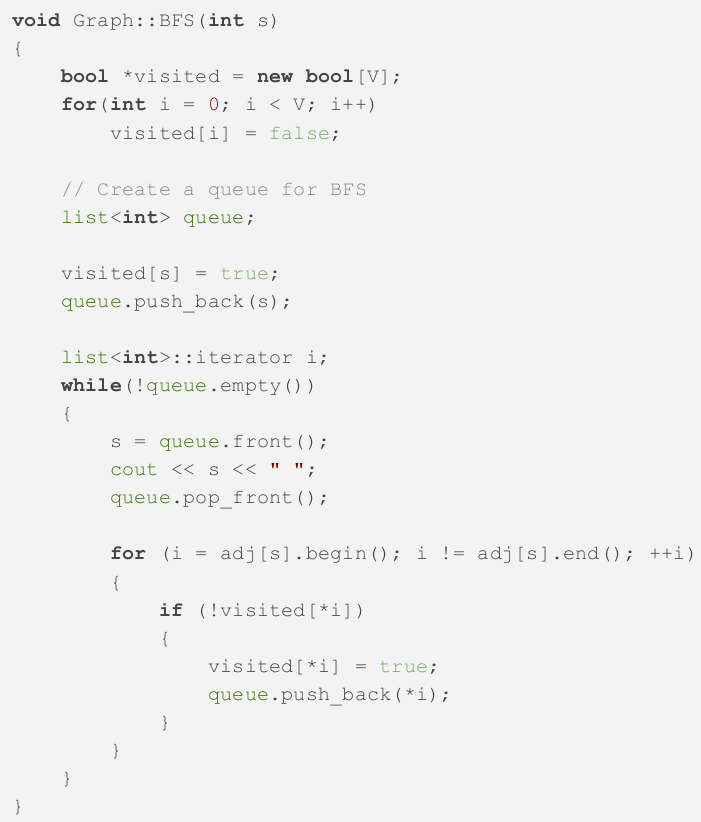 void Graph::BFS(int s)
{
    bool *visited = new bool[V];
    for(int i = 0; i < V; i++)
        visited[i] = false;

    // Create a queue for BFS
    list<int> queue;

    visited[s] = true;
    queue.push_back(s);

    list<int>::iterator i;
    while(!queue.empty())
    {
        s = queue.front();
        cout << s << " ";
        queue.pop_front();

        for (i = adj[s].begin(); i != adj[s].end(); ++i)
        {
            if (!visited[*i])
            {
                visited[*i] = true;
                queue.push_back(*i);
            }
        }
    }
}